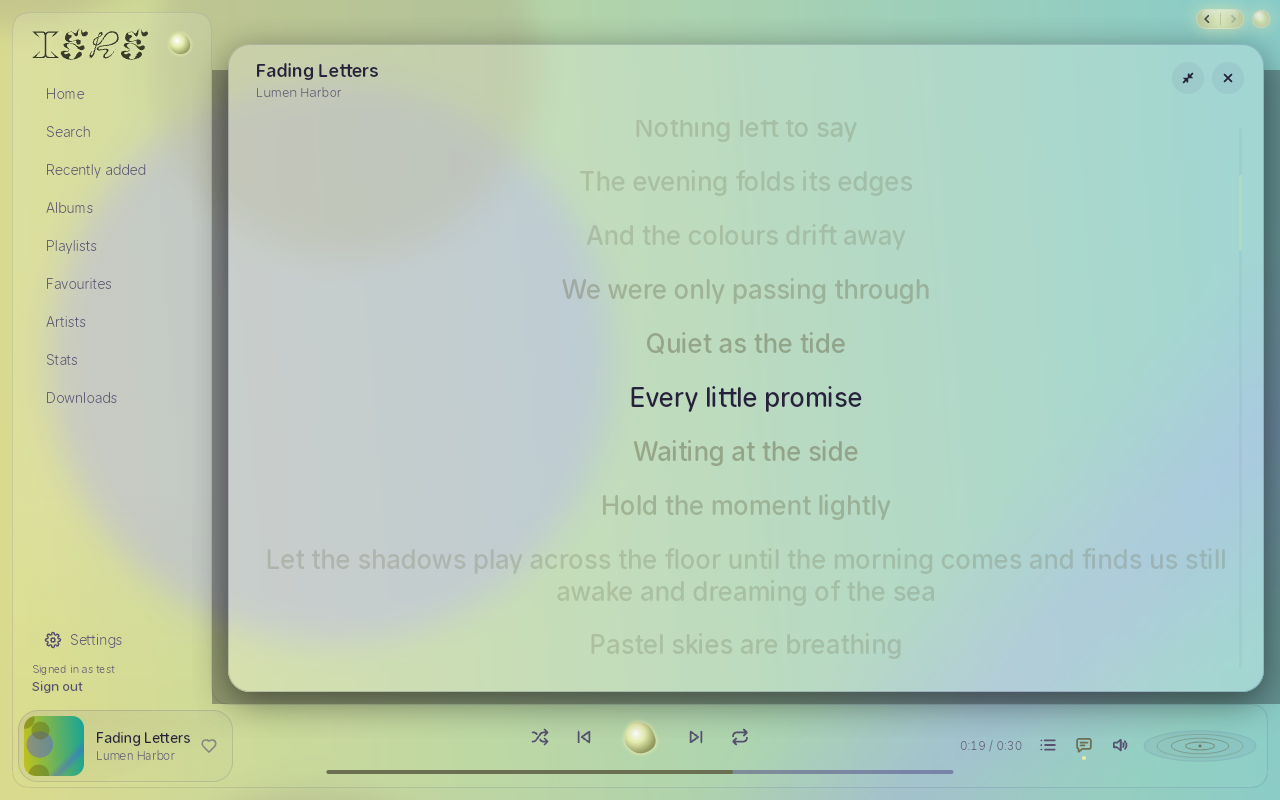 ISRS
Home
Search
Recently added
Albums
Playlists
Favourites
Artists
Stats
Downloads
Settings
Signed in as test
Sign out
Fading Letters
Lumen Harbor
Nothing left to say
The evening folds its edges
And the colours drift away
We were only passing through
Quiet as the tide
Every little promise
Waiting at the side
Hold the moment lightly
Let the shadows play across the floor until the morning comes and finds us still
awake and dreaming of the sea
Pastel skies are breathing
Fading Letters
Lumen Harbor
0:19 / 0:30